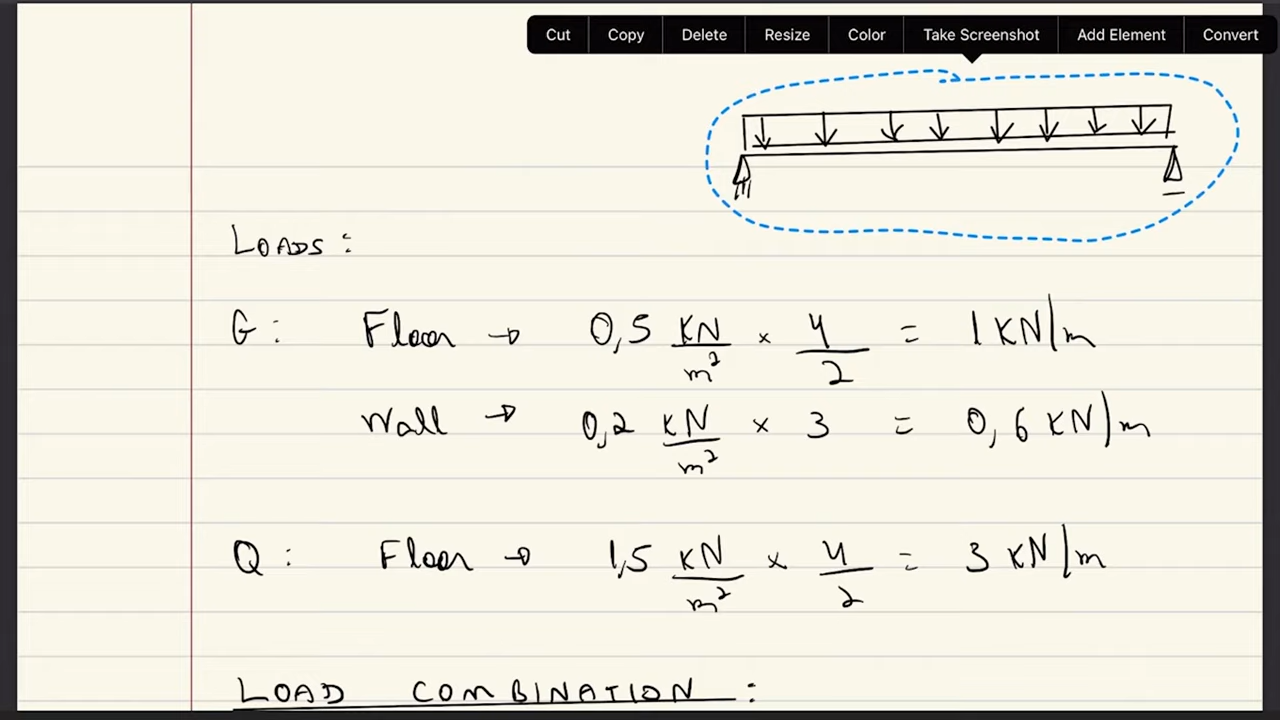 Cut Copy Delete Resize Color Take Screenshot Add Element Convert
LOADS:
G: Floor → 0,5 KN/m² × 4/2 = 1 KN/m
Wall → 0,2 KN/m² × 3 = 0,6 KN/m
Q: Floor → 1,5 KN/m² × 4/2 = 3 KN/m
LOAD COMBINATION: